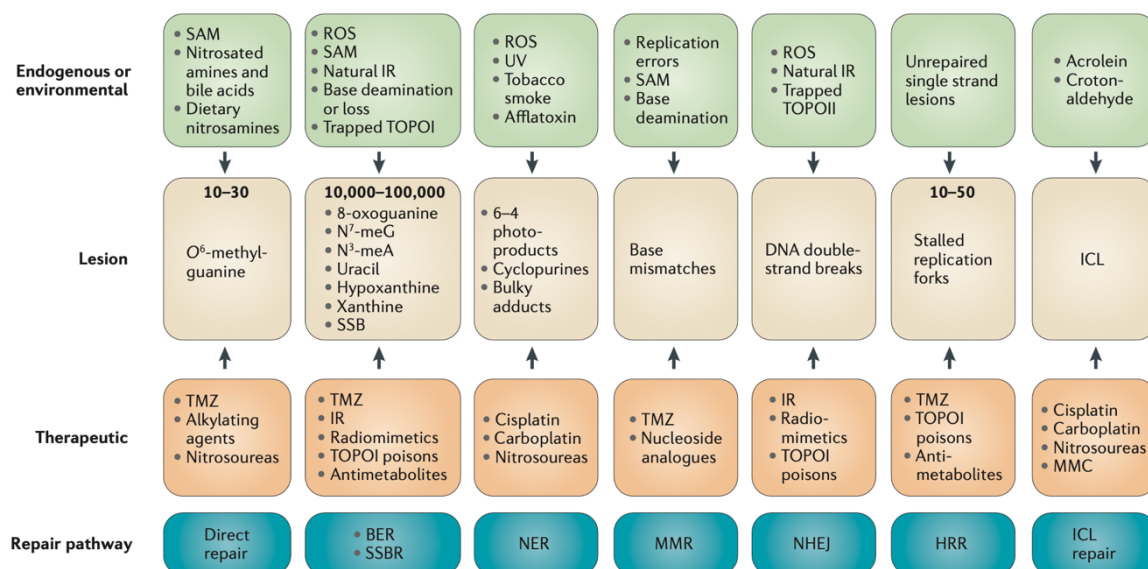 Endogenous or
environmental
• SAM
• Nitrosated
amines and
bile acids
• Dietary
nitrosamines
• ROS
• SAM
• Natural IR
• Base deamination
or loss
• Trapped TOPOI
• ROS
• UV
• Tobacco
smoke
• Afflatoxin
• Replication
errors
• SAM
• Base
deamination
• ROS
• Natural IR
• Trapped
TOPOII
Unrepaired
single strand
lesions
• Acrolein
• Croton-
aldehyde
Lesion
10–30
O⁶-methyl-
guanine
10,000–100,000
• 8-oxoguanine
• N⁷-meG
• N³-meA
• Uracil
• Hypoxanthine
• Xanthine
• SSB
• 6–4
photo-
products
• Cyclopurines
• Bulky
adducts
Base
mismatches
DNA double-
strand breaks
10–50
Stalled
replication
forks
ICL
Therapeutic
• TMZ
• Alkylating
agents
• Nitrosoureas
• TMZ
• IR
• Radiomimetics
• TOPOI poisons
• Antimetabolites
• Cisplatin
• Carboplatin
• Nitrosoureas
• TMZ
• Nucleoside
analogues
• IR
• Radio-
mimetics
• TOPOI
poisons
• TMZ
• TOPOI
poisons
• Anti-
metabolites
• Cisplatin
• Carboplatin
• Nitrosoureas
• MMC
Repair pathway
Direct
repair
• BER
• SSBR
NER
MMR
NHEJ
HRR
ICL
repair